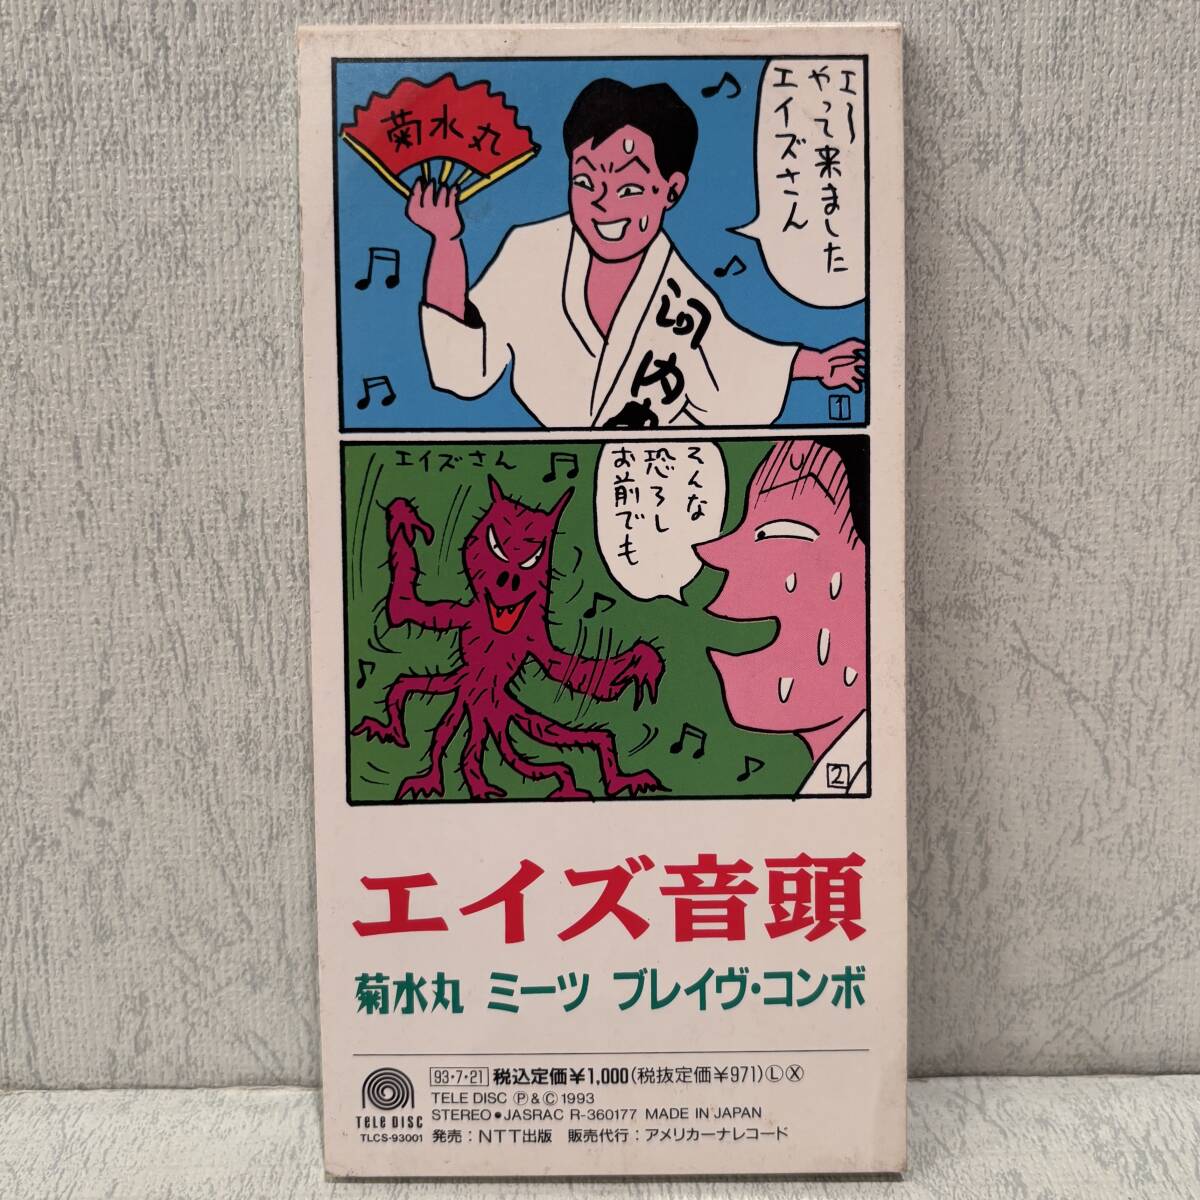 菊水丸
エ〜
やって来ました
エイズさん
河内
1
エイズさん
そんな
恐ろし
お前でも
2
エイズ音頭
菊水丸 ミーツ ブレイヴ・コンボ
93・7・21 税込定価¥1,000(税抜定価¥971)ⓁⓍ
TELE DISC Ⓟ&Ⓒ1993
STEREO●JASRAC R-360177 MADE IN JAPAN
TELE DISC
TLCS-93001
発売:NTT出版 販売代行:アメリカーナレコード